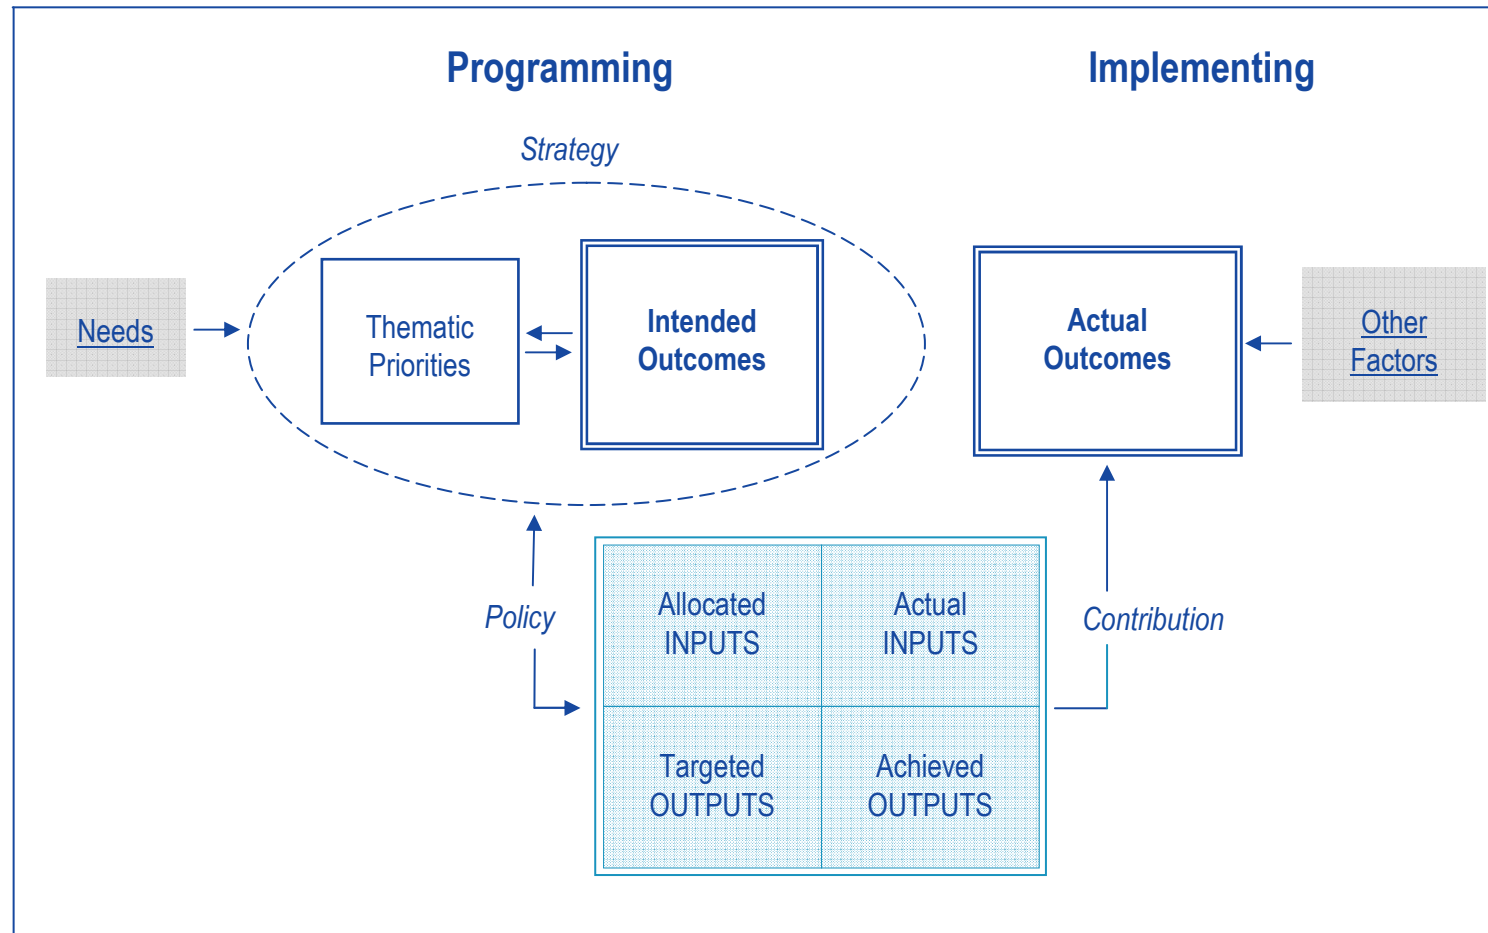 Programming
Implementing
Strategy
Needs
Thematic
Priorities
Intended
Outcomes
Actual
Outcomes
Other
Factors
Policy
Allocated
INPUTS
Actual
INPUTS
Contribution
Targeted
OUTPUTS
Achieved
OUTPUTS